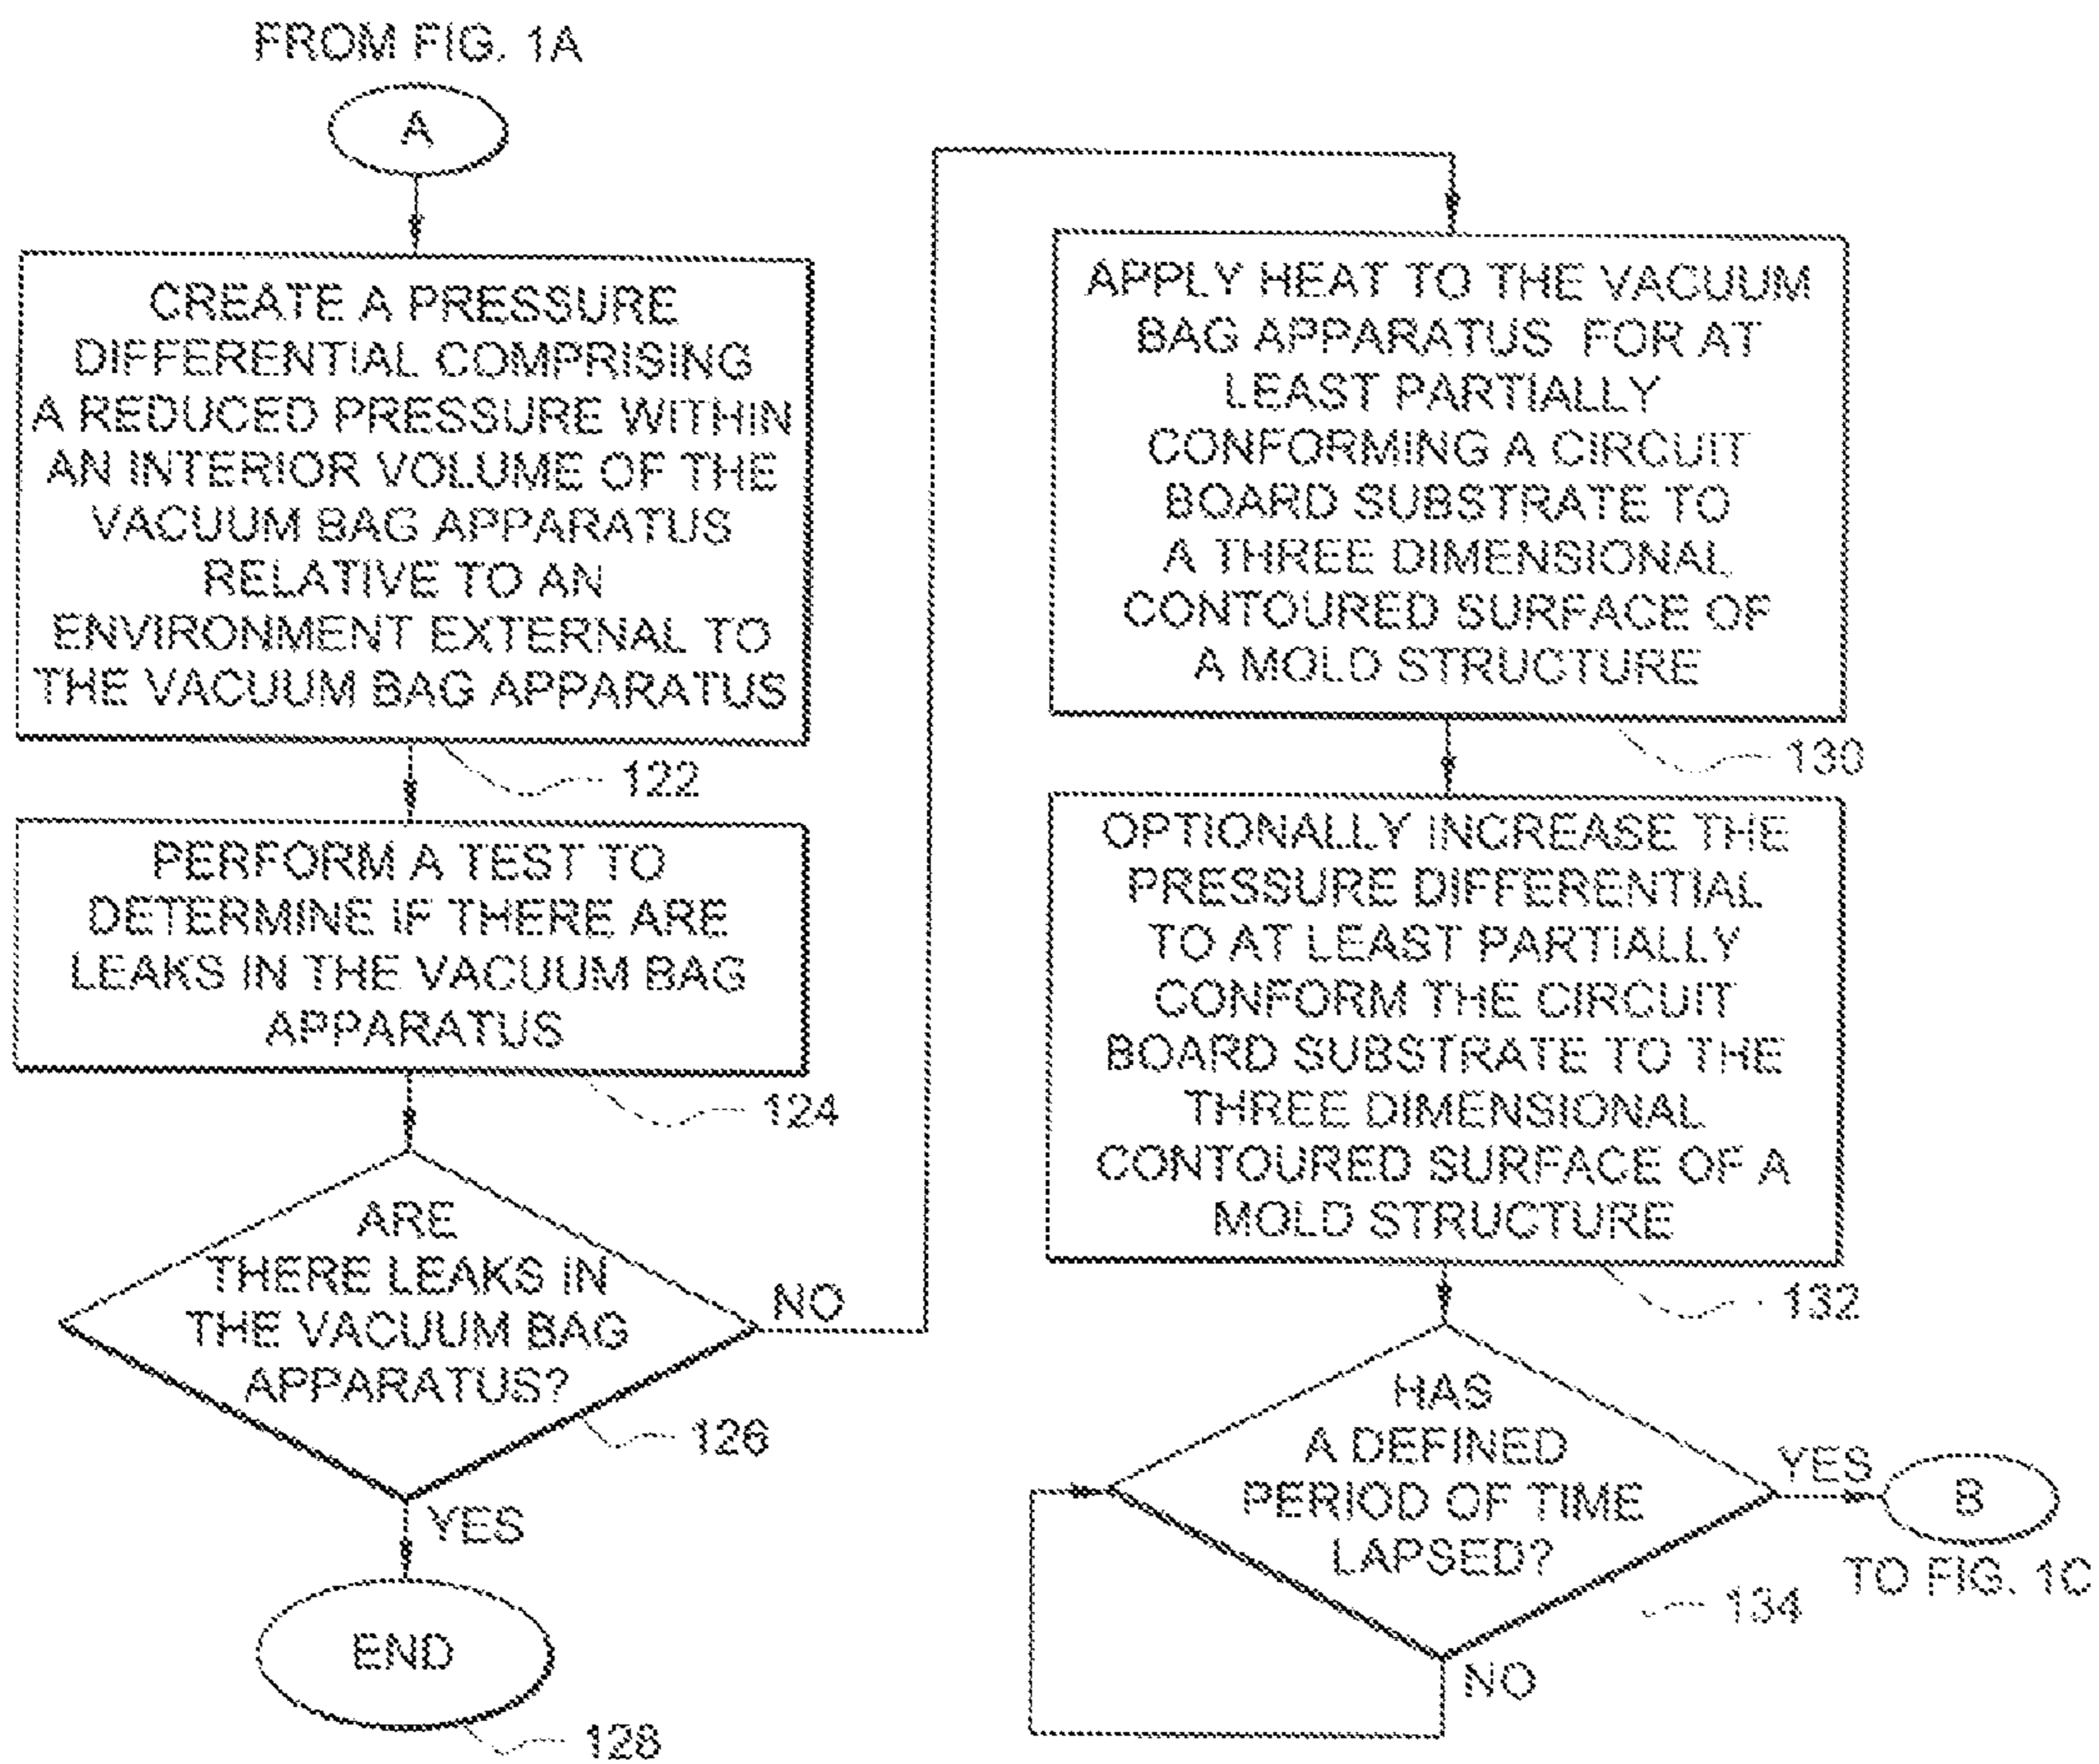 FROM FIG. 1A
A
CREATE A PRESSURE
DIFFERENTIAL COMPRISING
A REDUCED PRESSURE WITHIN
AN INTERIOR VOLUME OF THE
VACUUM BAG APPARATUS
RELATIVE TO AN
ENVIRONMENT EXTERNAL TO
THE VACUUM BAG APPARATUS
122
PERFORM A TEST TO
DETERMINE IF THERE ARE
LEAKS IN THE VACUUM BAG
APPARATUS
124
ARE
THERE LEAKS IN
THE VACUUM BAG
APPARATUS?
NO
126
YES
END
128
APPLY HEAT TO THE VACUUM
BAG APPARATUS FOR AT
LEAST PARTIALLY
CONFORMING A CIRCUIT
BOARD SUBSTRATE TO
A THREE DIMENSIONAL
CONTOURED SURFACE OF
A MOLD STRUCTURE
130
OPTIONALLY INCREASE THE
PRESSURE DIFFERENTIAL
TO AT LEAST PARTIALLY
CONFORM THE CIRCUIT
BOARD SUBSTRATE TO THE
THREE DIMENSIONAL
CONTOURED SURFACE OF A
MOLD STRUCTURE
132
HAS
A DEFINED
PERIOD OF TIME
LAPSED?
YES
B
TO FIG. 1C
134
NO